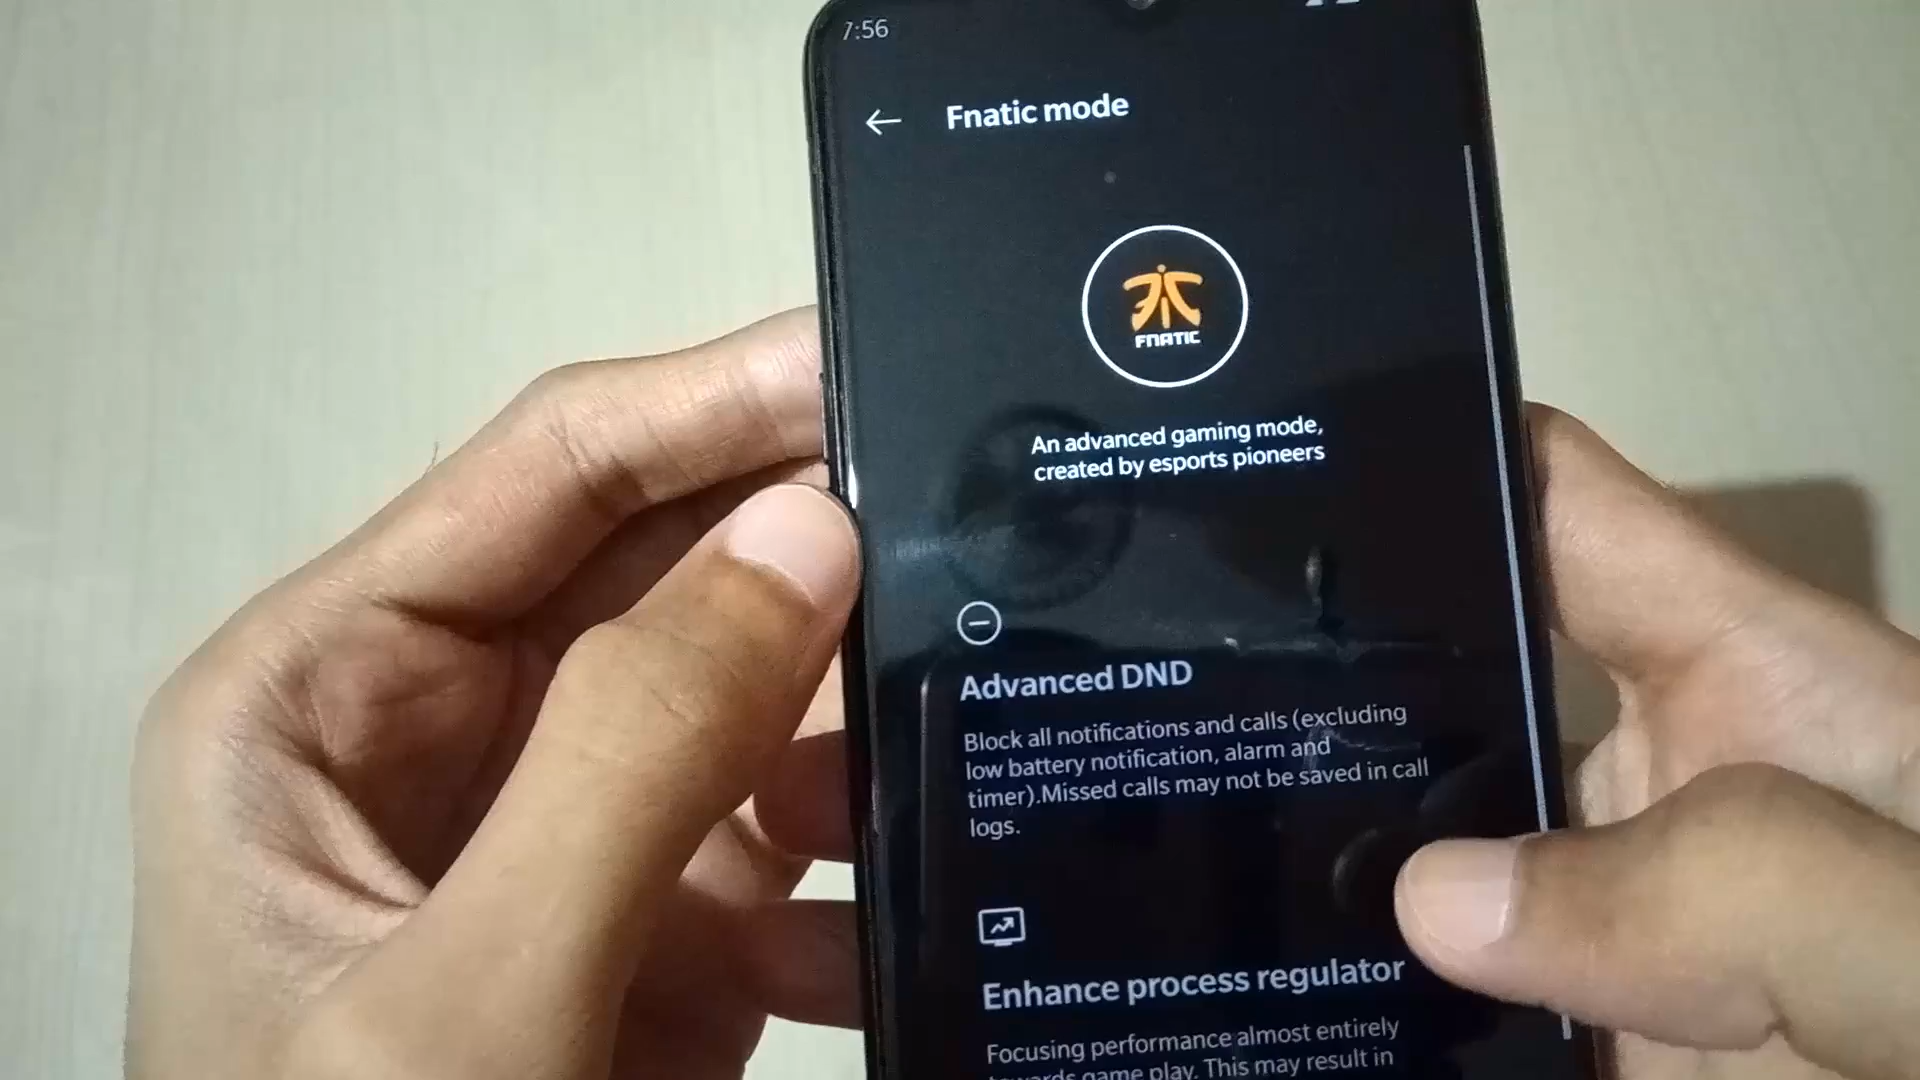 7:56
Fnatic mode
FNATIC
An advanced gaming mode,
created by esports pioneers
Advanced DND
Block all notifications and calls (excluding
low battery notification, alarm and
timer).Missed calls may not be saved in call
logs.
Enhance process regulator
Focusing performance almost entirely
towards game play. This may result in